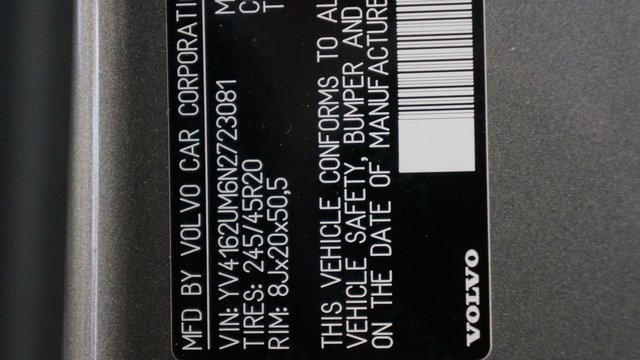 MFD BY VOLVO CAR CORPORATI
VIN: YV4162UM6N2723081
TIRES: 245/45R20
RIM: 8Jx20x50,5
THIS VEHICLE CONFORMS TO AL
VEHICLE SAFETY, BUMPER AND
ON THE DATE OF MANUFACTURE
VOLVO